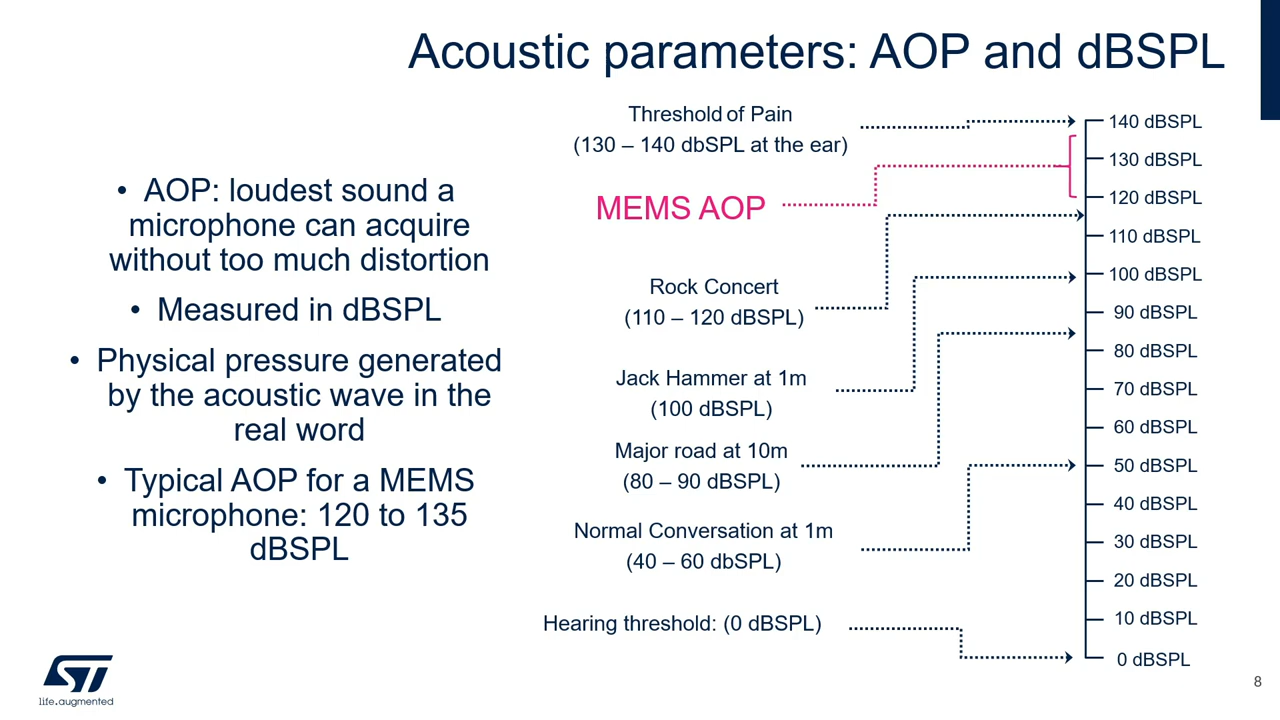 Acoustic parameters: AOP and dBSPL
• AOP: loudest sound a
microphone can acquire
without too much distortion
• Measured in dBSPL
• Physical pressure generated
by the acoustic wave in the
real word
• Typical AOP for a MEMS
microphone: 120 to 135
dBSPL
Threshold of Pain
(130 – 140 dbSPL at the ear)
MEMS AOP
Rock Concert
(110 – 120 dBSPL)
Jack Hammer at 1m
(100 dBSPL)
Major road at 10m
(80 – 90 dBSPL)
Normal Conversation at 1m
(40 – 60 dbSPL)
Hearing threshold: (0 dBSPL)
140 dBSPL
130 dBSPL
120 dBSPL
110 dBSPL
100 dBSPL
90 dBSPL
80 dBSPL
70 dBSPL
60 dBSPL
50 dBSPL
40 dBSPL
30 dBSPL
20 dBSPL
10 dBSPL
0 dBSPL
ST
life.augmented
8